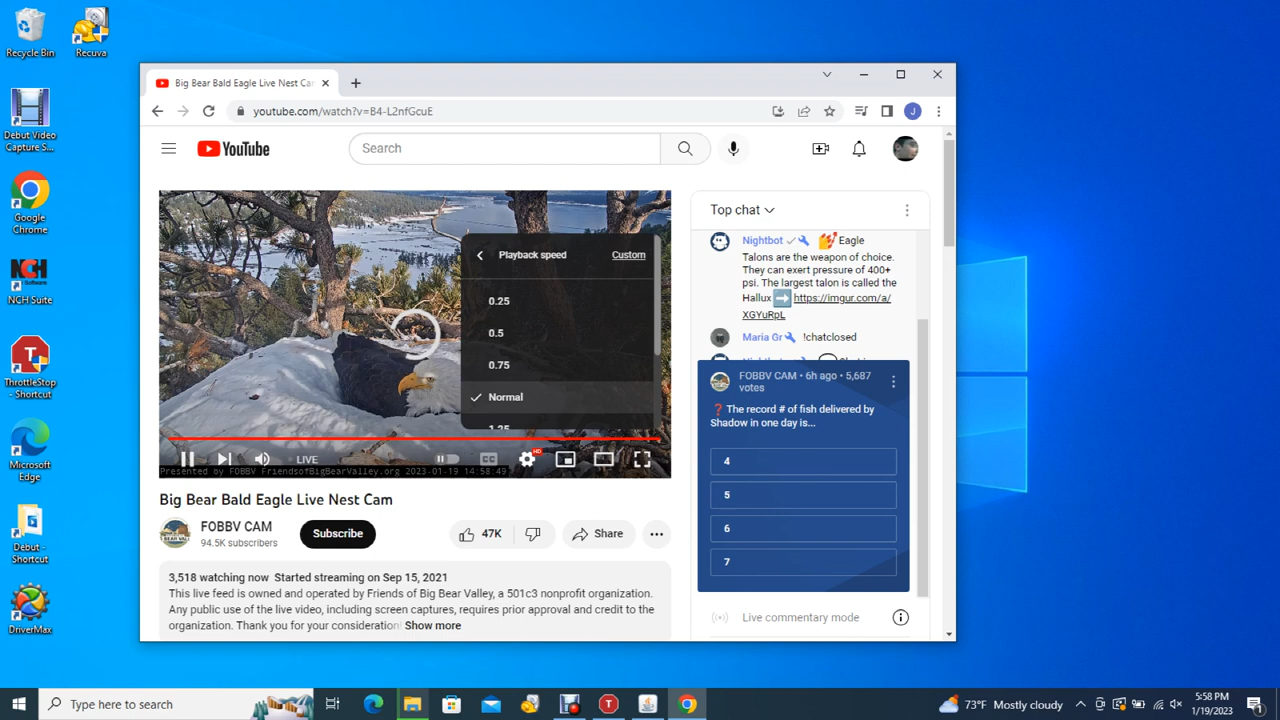 Recycle Bin
Recuva
Debut Video
Capture S...
Google
Chrome
NCH Suite
ThrottleStop
- Shortcut
Microsoft
Edge
Debut -
Shortcut
DriverMax
Big Bear Bald Eagle Live Nest Ca
youtube.com/watch?v=B4-L2nfGcuE
J
YouTube
Search
Playback speed
Custom
0.25
0.5
0.75
Normal
1.25
LIVE
CC
HD
Presented by FOBBV FriendsofBigBearValley.org 2023-01-19 14:58:49
Big Bear Bald Eagle Live Nest Cam
FOBBV CAM
94.5K subscribers
Subscribe
47K
Share
3,518 watching now Started streaming on Sep 15, 2021
This live feed is owned and operated by Friends of Big Bear Valley, a 501c3 nonprofit organization.
Any public use of the live video, including screen captures, requires prior approval and credit to the
organization. Thank you for your consideration! Show more
Top chat
Nightbot Eagle
Talons are the weapon of choice.
They can exert pressure of 400+
psi. The largest talon is called the
Hallux https://imgur.com/a/
XGYuRpL
Maria Gr !chatclosed
FOBBV CAM • 6h ago • 5,687
votes
❓The record # of fish delivered by
Shadow in one day is...
4
5
6
7
Live commentary mode
Type here to search
73°F Mostly cloudy
5:58 PM
1/19/2023
1